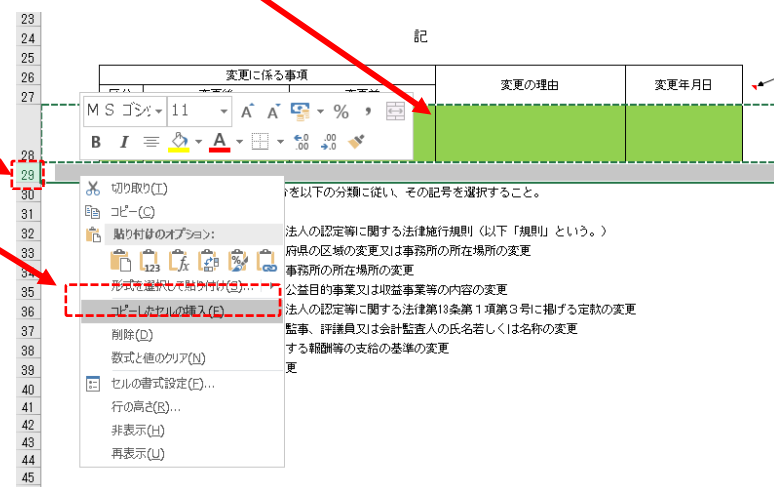 23
24
記
25
26
変更に係る事項
変更の理由
変更年月日
27
ＭＳ ゴシ
11
A A % ,
B I A .00 .00
28
29
30
分を以下の分類に従い、その記号を選択すること。
31
32
法人の認定等に関する法律施行規則（以下「規則」という。）
33
府県の区域の変更又は事務所の所在場所の変更
34
事務所の所在場所の変更
35
公益目的事業又は収益事業等の内容の変更
36
法人の認定等に関する法律第13条第１項第３号に掲げる定款の変更
37
監事、評議員又は会計監査人の氏名若しくは名称の変更
38
する報酬等の支給の基準の変更
39
更
40
41
42
43
44
45
切り取り(T)
コピー(C)
貼り付けのオプション:
123
形式を選択して貼り付け(S)...
コピーしたセルの挿入(E)
削除(D)
数式と値のクリア(N)
セルの書式設定(F)...
行の高さ(R)...
非表示(H)
再表示(U)